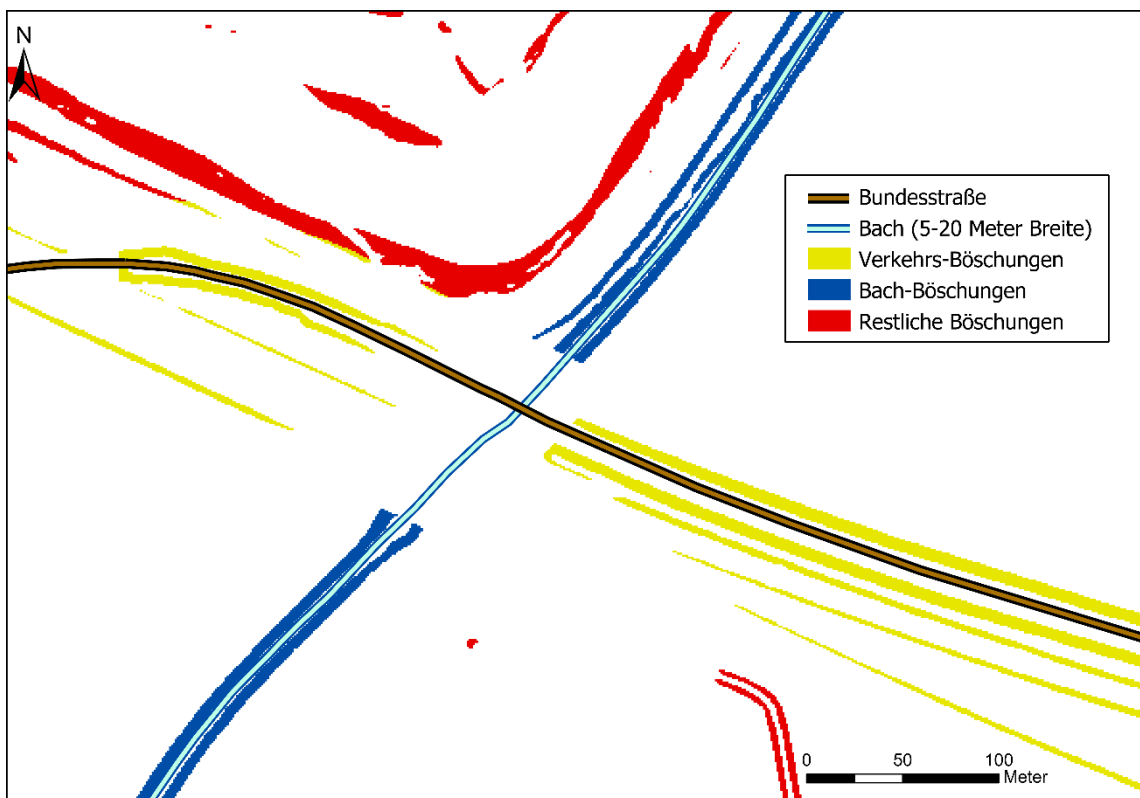 N
Bundesstraße
Bach (5-20 Meter Breite)
Verkehrs-Böschungen
Bach-Böschungen
Restliche Böschungen
0 50 100
Meter